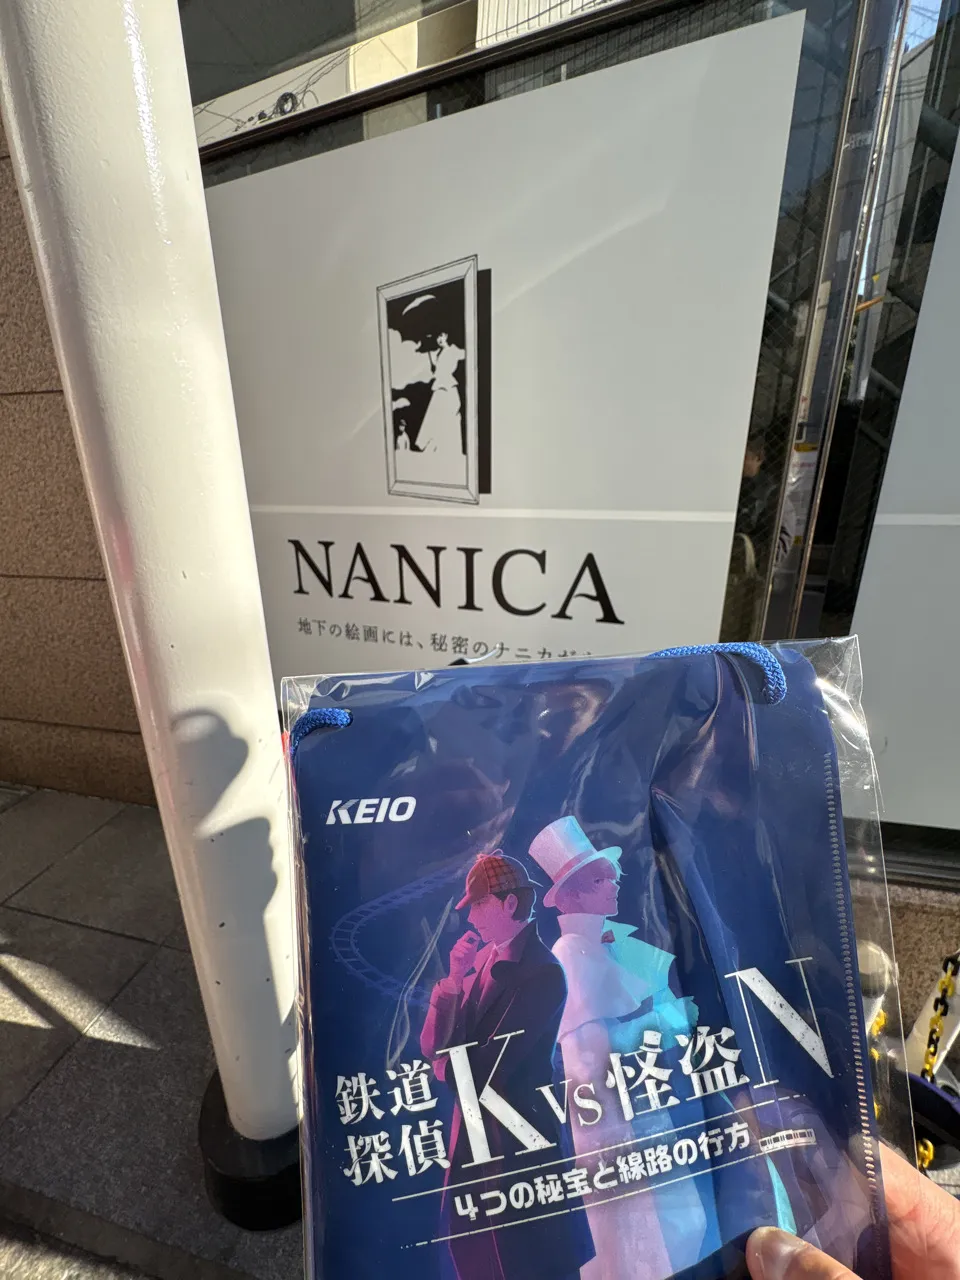 NANICA
地下の絵画には、秘密のナニカが
KEIO
鉄道
探偵
K VS 怪盗 N
4つの秘宝と線路の行方